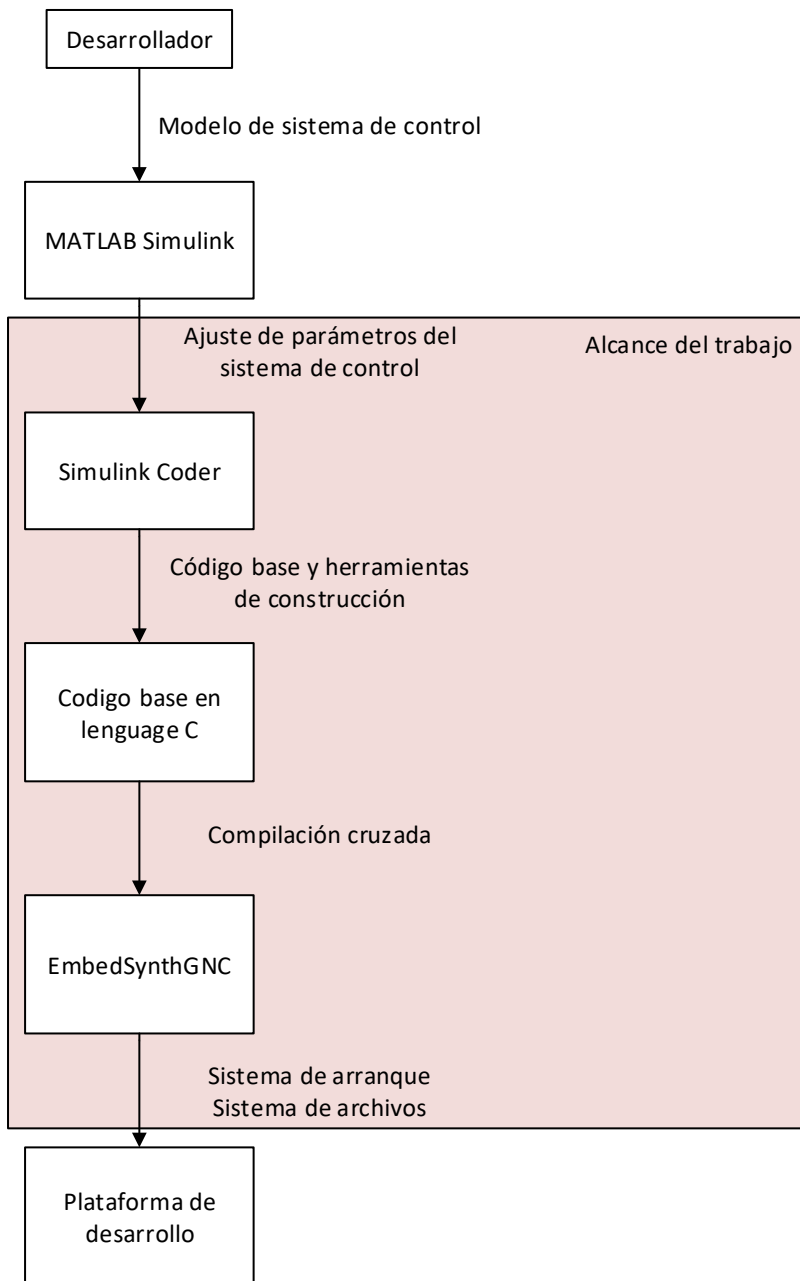 Desarrollador
Modelo de sistema de control
MATLAB Simulink
Ajuste de parámetros del
sistema de control
Alcance del trabajo
Simulink Coder
Código base y herramientas
de construcción
Codigo base en
lenguage C
Compilación cruzada
EmbedSynthGNC
Sistema de arranque
Sistema de archivos
Plataforma de
desarrollo